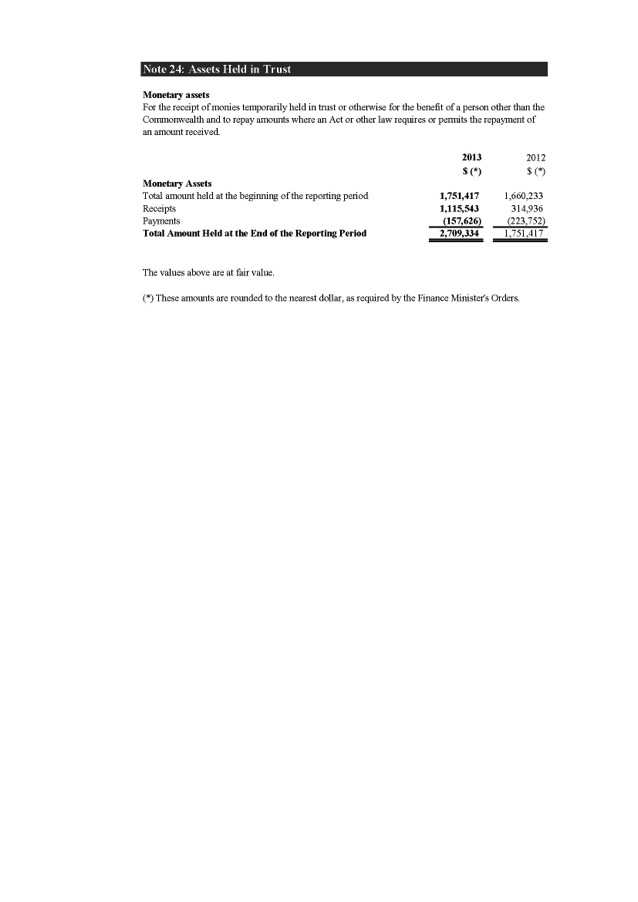 Note 24: Assets Held in Trust
Monetary assets
For the receipt of monies temporarily held in trust or otherwise for the benefit of a person other than the
Commonwealth and to repay amounts where an Act or other law requires or permits the repayment of
an amount received.
2013 2012
$ (*) $ (*)
Monetary Assets
Total amount held at the beginning of the reporting period 1,751,417 1,660,233
Receipts 1,115,543 314,936
Payments (157,626) (223,752)
Total Amount Held at the End of the Reporting Period 2,709,334 1,751,417
The values above are at fair value.
(*) These amounts are rounded to the nearest dollar, as required by the Finance Minister's Orders.